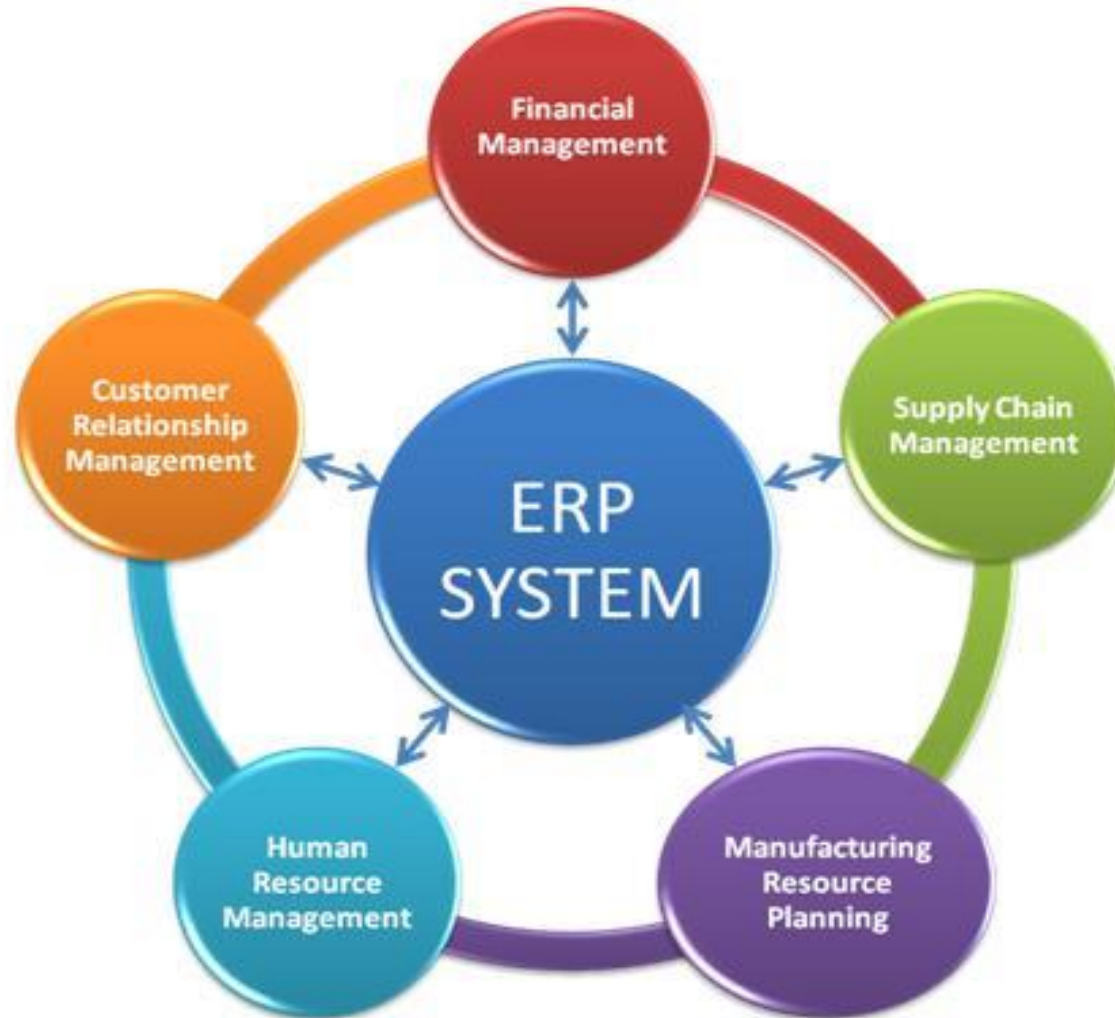 Financial
Management
Customer
Relationship
Management
Supply Chain
Management
ERP
SYSTEM
Human
Resource
Management
Manufacturing
Resource
Planning